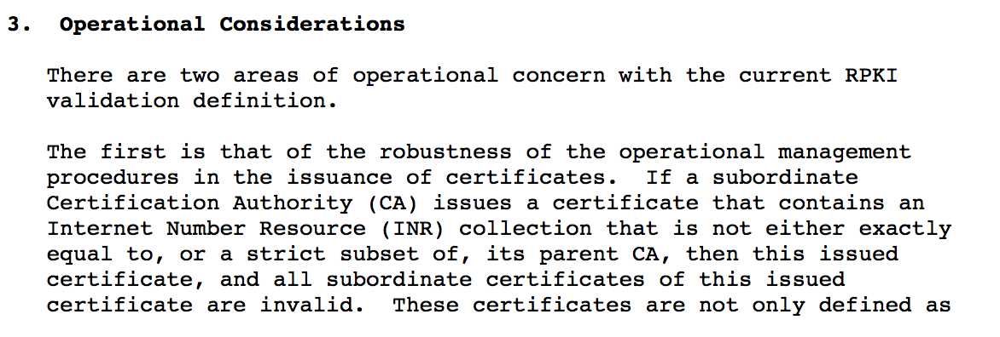 3.  Operational Considerations
There are two areas of operational concern with the current RPKI
validation definition.
The first is that of the robustness of the operational management
procedures in the issuance of certificates.  If a subordinate
Certification Authority (CA) issues a certificate that contains an
Internet Number Resource (INR) collection that is not either exactly
equal to, or a strict subset of, its parent CA, then this issued
certificate, and all subordinate certificates of this issued
certificate are invalid.  These certificates are not only defined as